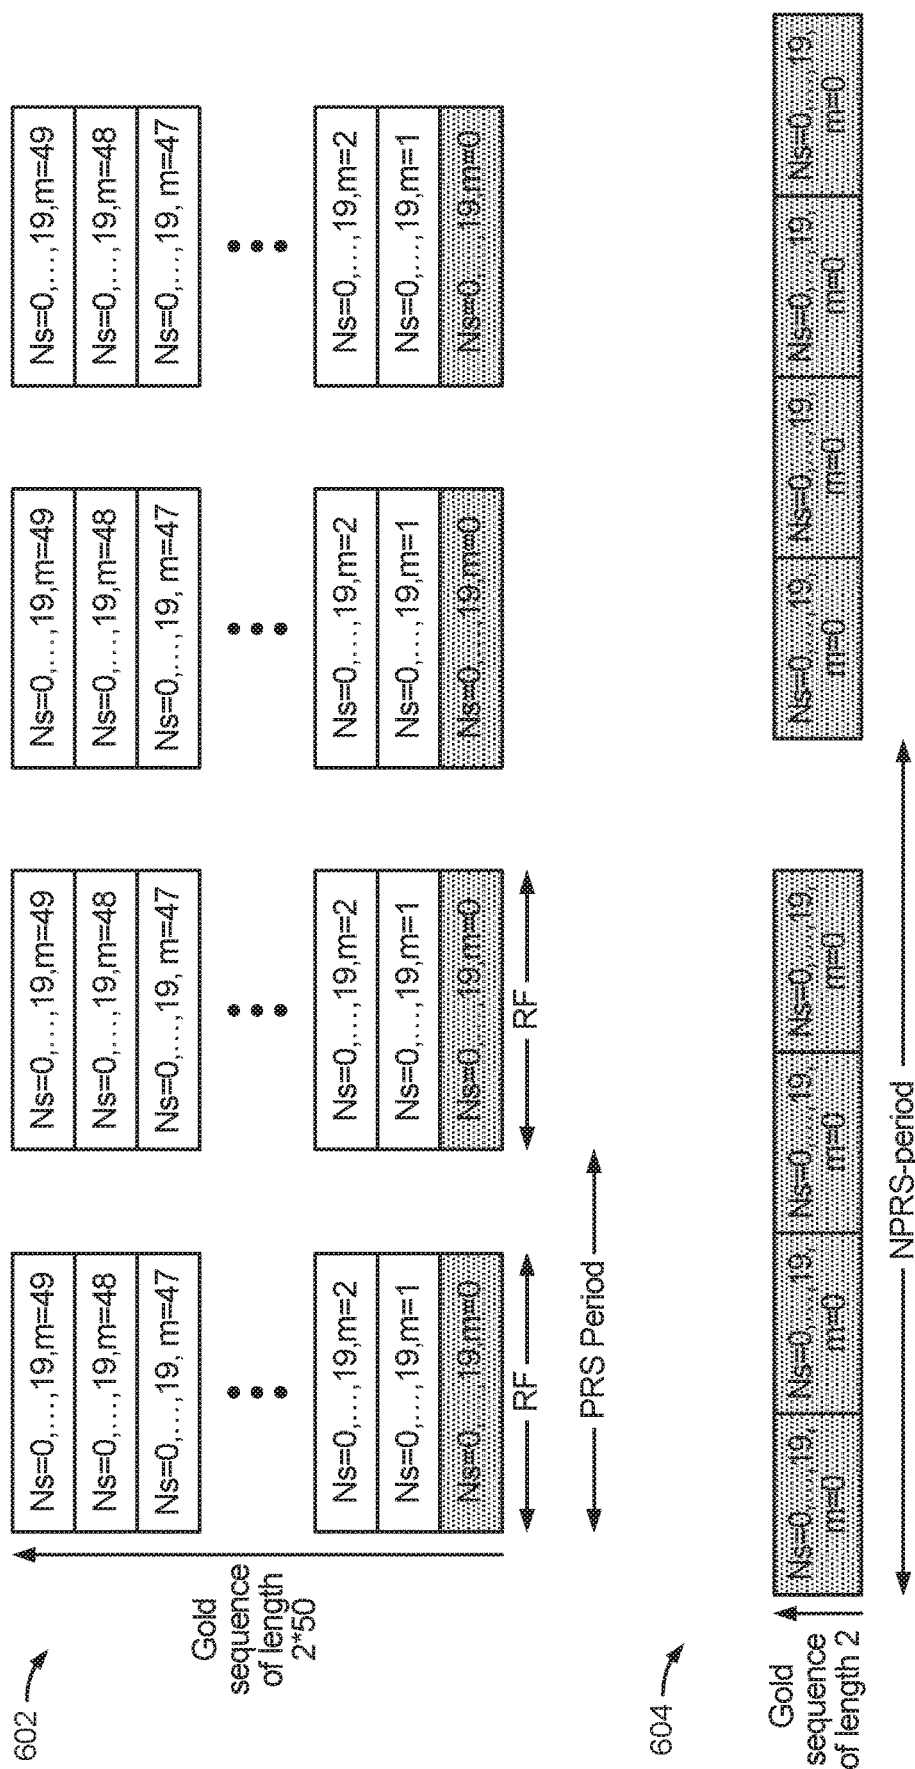 602
Gold
sequence
of length
2*50
Ns=0,...,19,m=49
Ns=0,...,19,m=48
Ns=0,...,19, m=47
Ns=0,...,19,m=2
Ns=0,...,19,m=1
Ns=0,...,19,m=0
Ns=0,...,19,m=49
Ns=0,...,19,m=48
Ns=0,...,19, m=47
Ns=0,...,19,m=2
Ns=0,...,19,m=1
Ns=0,...,19,m=0
Ns=0,...,19,m=49
Ns=0,...,19,m=48
Ns=0,...,19, m=47
Ns=0,...,19,m=2
Ns=0,...,19,m=1
Ns=0,...,19,m=0
Ns=0,...,19,m=49
Ns=0,...,19,m=48
Ns=0,...,19, m=47
Ns=0,...,19,m=2
Ns=0,...,19,m=1
Ns=0,...,19,m=0
RF
RF
PRS Period
604
Gold
sequence
of length 2
Ns=0,...,19,
m=0
Ns=0,...,19,
m=0
Ns=0,...,19,
m=0
Ns=0,...,19,
m=0
Ns=0,...,19,
m=0
Ns=0,...,19,
m=0
Ns=0,...,19,
m=0
Ns=0,...,19,
m=0
NPRS-period